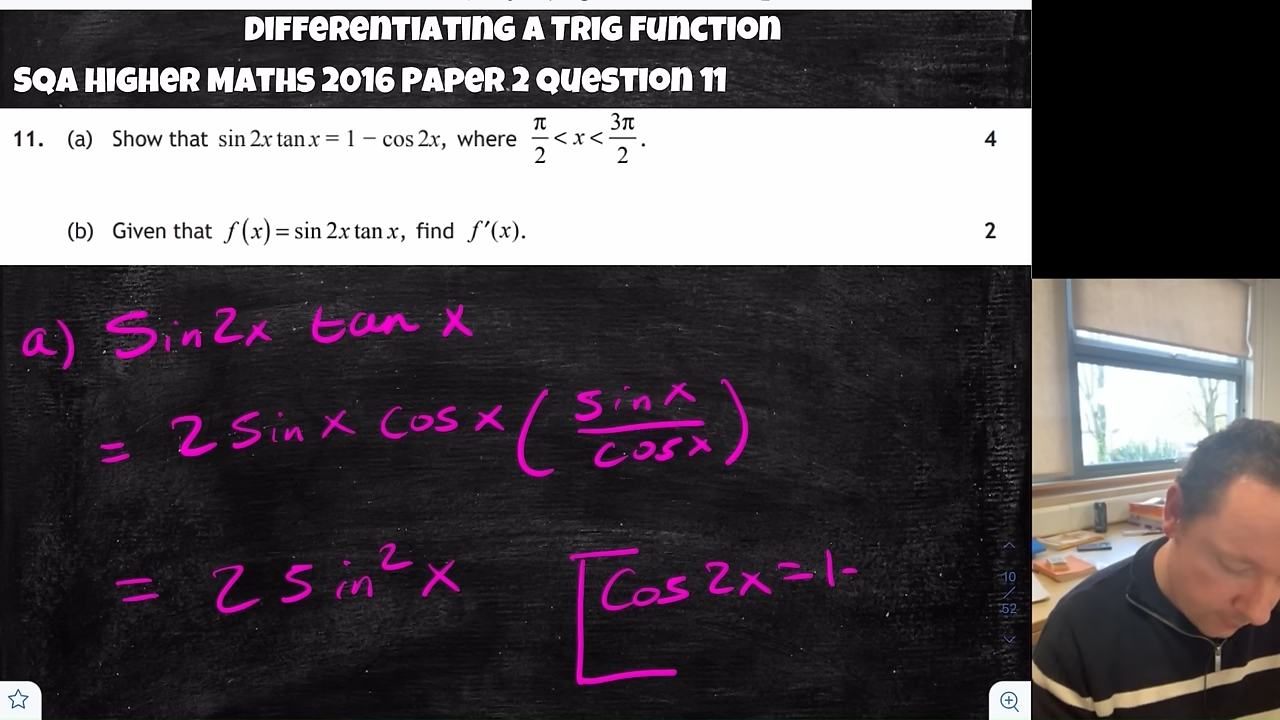 DIFFERENTIATING A TRIG FUNCTION
SQA HIGHER MATHS 2016 PAPER 2 QUESTION 11
11. (a) Show that sin 2x tan x = 1 − cos 2x, where π/2 < x < 3π/2. 4
(b) Given that f(x) = sin 2x tan x, find f′(x). 2
a) Sin2x tan x
= 2 sin x cos x (sin x / cos x)
= 2 sin² x [Cos 2x = 1-
10
/
52